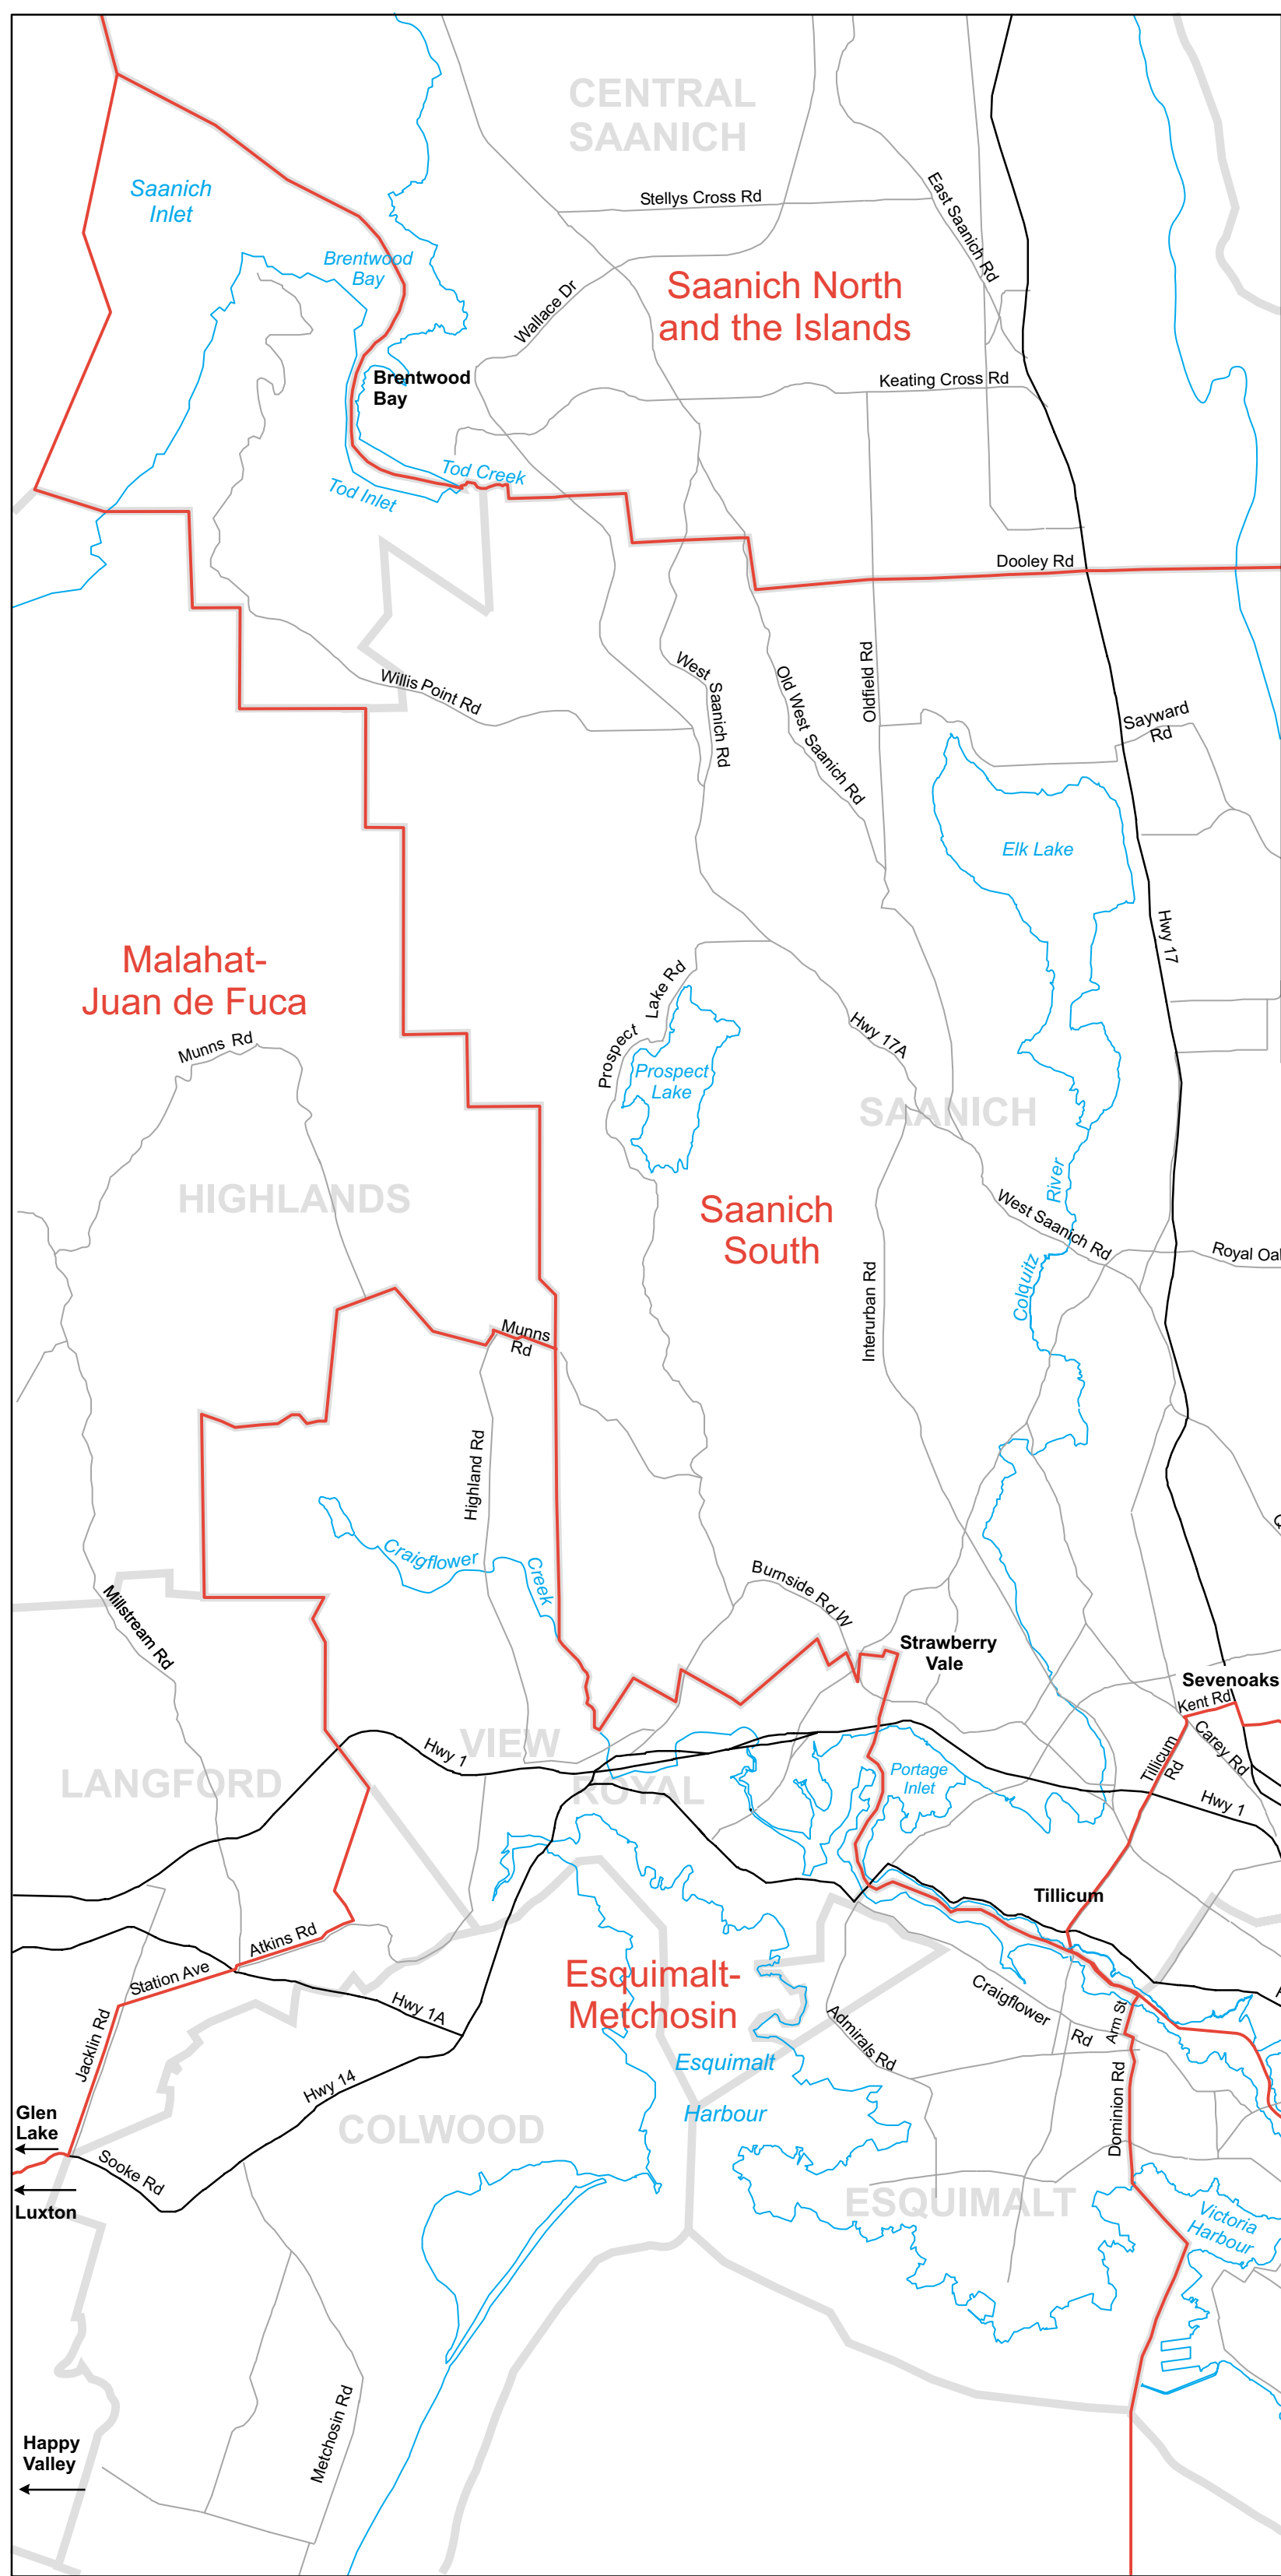 CENTRAL
SAANICH
Saanich
Inlet
Stellys Cross Rd
East Saanich Rd
Brentwood
Bay
Saanich North
and the Islands
Wallace Dr
Brentwood
Bay
Keating Cross Rd
Tod Creek
Tod Inlet
Dooley Rd
Willis Point Rd
West Saanich Rd
Old West Saanich Rd
Oldfield Rd
Sayward
Rd
Elk Lake
Hwy 17
Malahat-
Juan de Fuca
Munns Rd
Prospect Lake Rd
Prospect
Lake
Hwy 17A
SAANICH
HIGHLANDS
Saanich
South
River
West Saanich Rd
Royal Oa
Colquitz
Interurban Rd
Munns
Rd
Highland Rd
Craigflower
Creek
Burnside Rd W
Millstream Rd
Strawberry
Vale
Sevenoaks
Kent Rd
Carey Rd
Tillicum
Rd
Hwy 1
VIEW
ROYAL
LANGFORD
Portage
Inlet
Hwy 1
Tillicum
Atkins Rd
Station Ave
Esquimalt-
Metchosin
Hwy 1A
Jacklin Rd
Craigflower
Rd
Arm St
Admirals Rd
Esquimalt
Harbour
Hwy 14
Dominion Rd
Glen
Lake
COLWOOD
Sooke Rd
Luxton
ESQUIMALT
Victoria
Harbour
Metchosin Rd
Happy
Valley